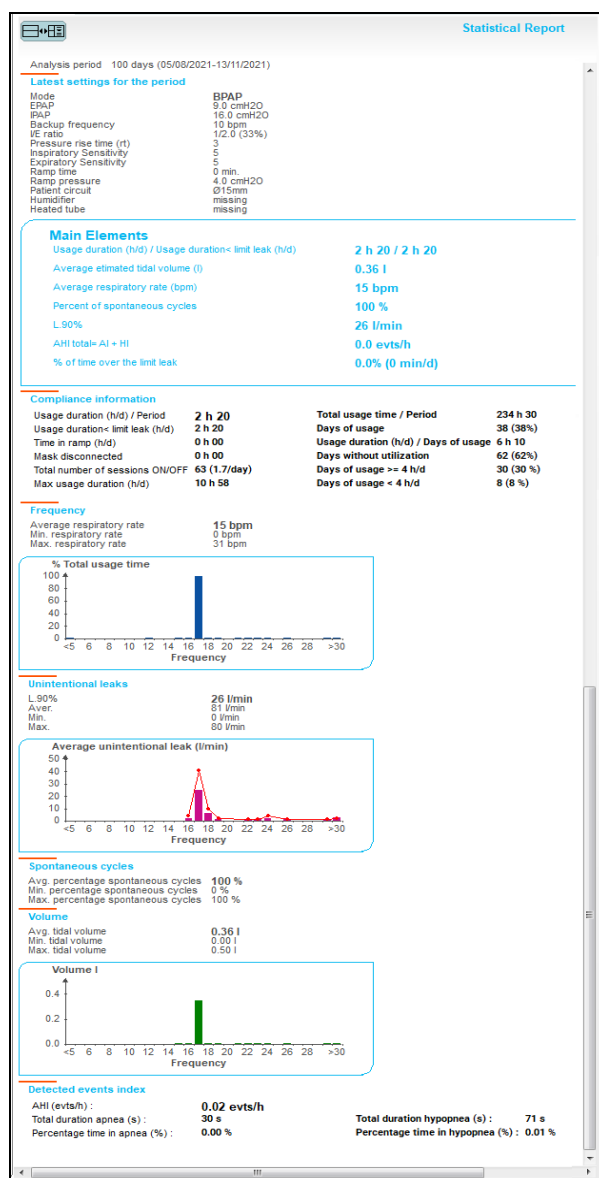 Statistical Report
Analysis period 100 days (05/08/2021-13/11/2021)
Latest settings for the period
Mode BPAP
EPAP 9.0 cmH2O
IPAP 16.0 cmH2O
Backup frequency 10 bpm
I/E ratio 1/2.0 (33%)
Pressure rise time (rt) 3
Inspiratory Sensitivity 5
Expiratory Sensitivity 5
Ramp time 0 min.
Ramp pressure 4.0 cmH2O
Patient circuit Ø15mm
Humidifier missing
Heated tube missing
Main Elements
Usage duration (h/d) / Usage duration< limit leak (h/d) 2 h 20 / 2 h 20
Average etimated tidal volume (l) 0.36 l
Average respiratory rate (bpm) 15 bpm
Percent of spontaneous cycles 100 %
L.90% 26 l/min
AHI total= AI + HI 0.0 evts/h
% of time over the limit leak 0.0% (0 min/d)
Compliance information
Usage duration (h/d) / Period 2 h 20 Total usage time / Period 234 h 30
Usage duration< limit leak (h/d) 2 h 20 Days of usage 38 (38%)
Time in ramp (h/d) 0 h 00 Usage duration (h/d) / Days of usage 6 h 10
Mask disconnected 0 h 00 Days without utilization 62 (62%)
Total number of sessions ON/OFF 63 (1.7/day) Days of usage >= 4 h/d 30 (30 %)
Max usage duration (h/d) 10 h 58 Days of usage < 4 h/d 8 (8 %)
Frequency
Average respiratory rate 15 bpm
Min. respiratory rate 0 bpm
Max. respiratory rate 31 bpm
% Total usage time
100
80
60
40
20
0
<5 6 8 10 12 14 16 18 20 22 24 26 28 >30
Frequency
Unintentional leaks
L.90% 26 l/min
Aver. 81 l/min
Min. 0 l/min
Max. 80 l/min
Average unintentional leak (l/min)
50
40
30
20
10
0
<5 6 8 10 12 14 16 18 20 22 24 26 28 >30
Frequency
Spontaneous cycles
Avg. percentage spontaneous cycles 100 %
Min. percentage spontaneous cycles 0 %
Max. percentage spontaneous cycles 100 %
Volume
Avg. tidal volume 0.36 l
Min. tidal volume 0.00 l
Max. tidal volume 0.50 l
Volume l
0.4
0.2
0.0
<5 6 8 10 12 14 16 18 20 22 24 26 28 >30
Frequency
Detected events index
AHI (evts/h) : 0.02 evts/h
Total duration apnea (s) : 30 s Total duration hypopnea (s) : 71 s
Percentage time in apnea (%) : 0.00 % Percentage time in hypopnea (%) : 0.01 %